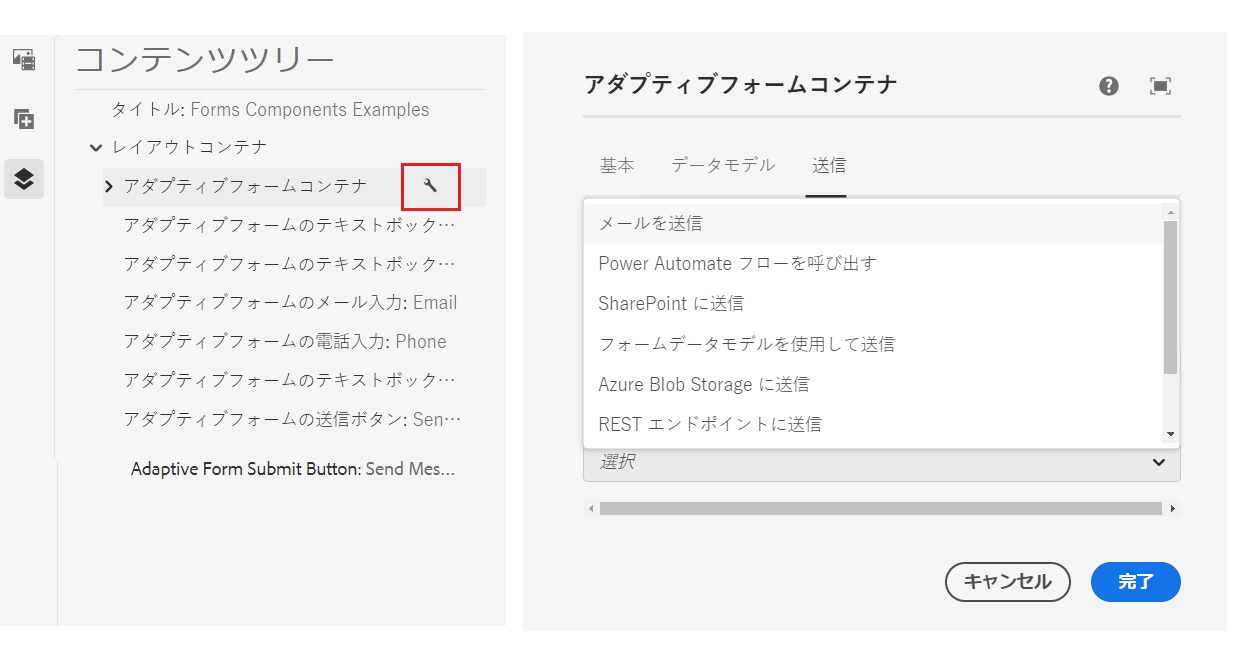 コンテンツツリー
タイトル: Forms Components Examples
レイアウトコンテナ
アダプティブフォームコンテナ
アダプティブフォームのテキストボック…
アダプティブフォームのテキストボック…
アダプティブフォームのメール入力: Email
アダプティブフォームの電話入力: Phone
アダプティブフォームのテキストボック…
アダプティブフォームの送信ボタン: Sen…
Adaptive Form Submit Button: Send Mes...
アダプティブフォームコンテナ
基本 データモデル 送信
メールを送信
Power Automate フローを呼び出す
SharePoint に送信
フォームデータモデルを使用して送信
Azure Blob Storage に送信
REST エンドポイントに送信
選択
キャンセル 完了